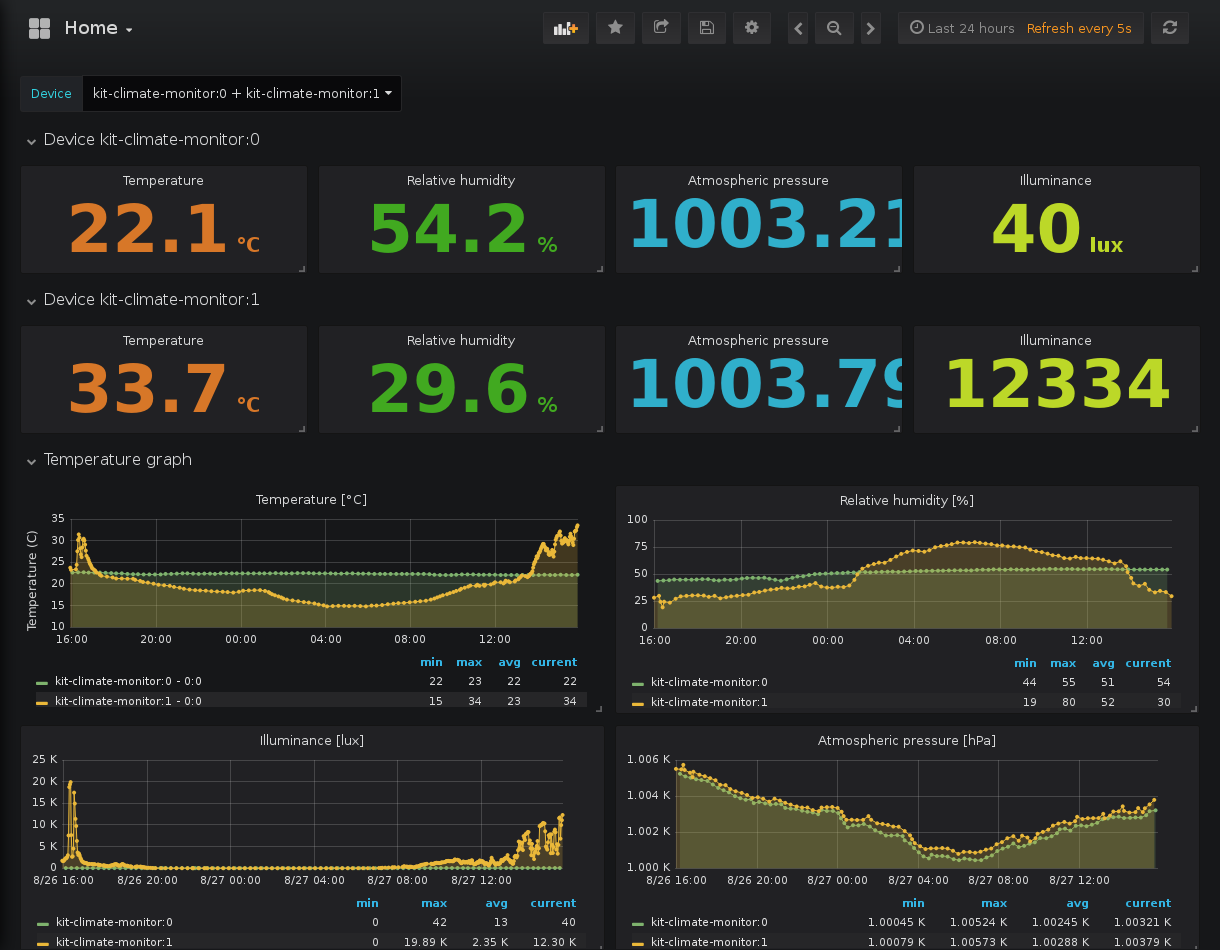 Home
Last 24 hours Refresh every 5s
Device kit-climate-monitor:0 + kit-climate-monitor:1
Device kit-climate-monitor:0
Temperature Relative humidity Atmospheric pressure Illuminance
22.1 °C 54.2 % 1003.21 40 lux
Device kit-climate-monitor:1
Temperature Relative humidity Atmospheric pressure Illuminance
33.7 °C 29.6 % 1003.79 12334
Temperature graph
Temperature [°C]
Temperature (C)
35
30
25
20
15
10
16:00 20:00 00:00 04:00 08:00 12:00
min max avg current
kit-climate-monitor:0 - 0:0 22 23 22 22
kit-climate-monitor:1 - 0:0 15 34 23 34
Relative humidity [%]
100
75
50
25
0
16:00 20:00 00:00 04:00 08:00 12:00
min max avg current
kit-climate-monitor:0 44 55 51 54
kit-climate-monitor:1 19 80 52 30
Illuminance [lux]
25 K
20 K
15 K
10 K
5 K
0
8/26 16:00 8/26 20:00 8/27 00:00 8/27 04:00 8/27 08:00 8/27 12:00
min max avg current
kit-climate-monitor:0 0 42 13 40
kit-climate-monitor:1 0 19.89 K 2.35 K 12.30 K
Atmospheric pressure [hPa]
1.006 K
1.004 K
1.002 K
1.000 K
8/26 16:00 8/26 20:00 8/27 00:00 8/27 04:00 8/27 08:00 8/27 12:00
min max avg current
kit-climate-monitor:0 1.00045 K 1.00524 K 1.00245 K 1.00321 K
kit-climate-monitor:1 1.00079 K 1.00573 K 1.00288 K 1.00379 K